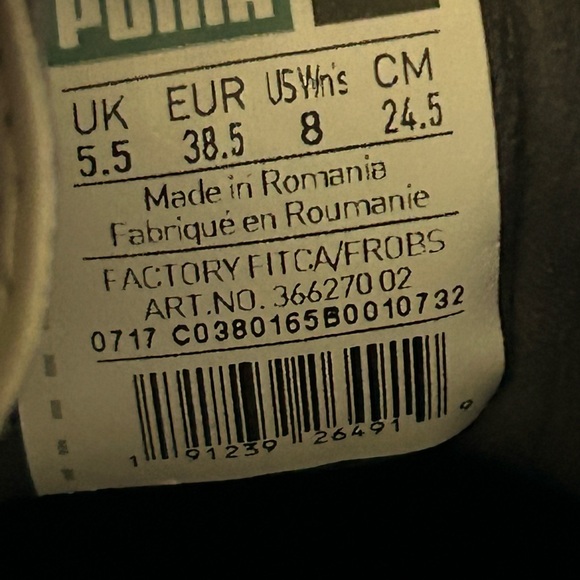 PUMA
UK EUR US Wn's CM
5.5 38.5 8 24.5
Made in Romania
Fabriqué en Roumanie
FACTORY FITCA/FROBS
ART.NO. 366270 02
0717 C0380165B0010732
1 91239 26491 9